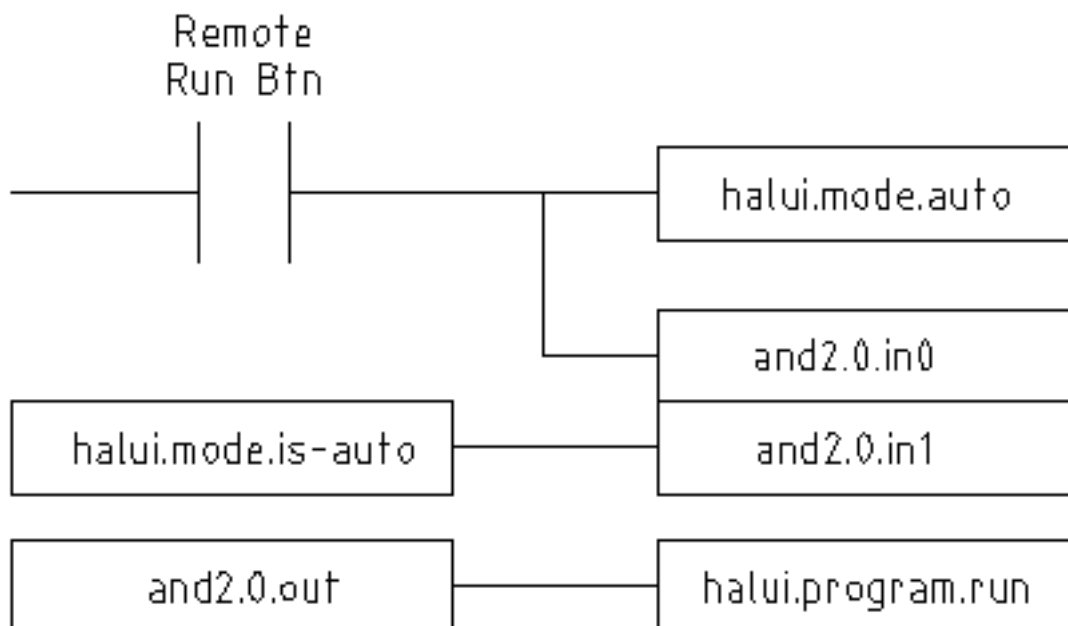 Remote
Run Btn
halui.mode.auto
and2.0.in0
halui.mode.is-auto
and2.0.in1
and2.0.out
halui.program.run